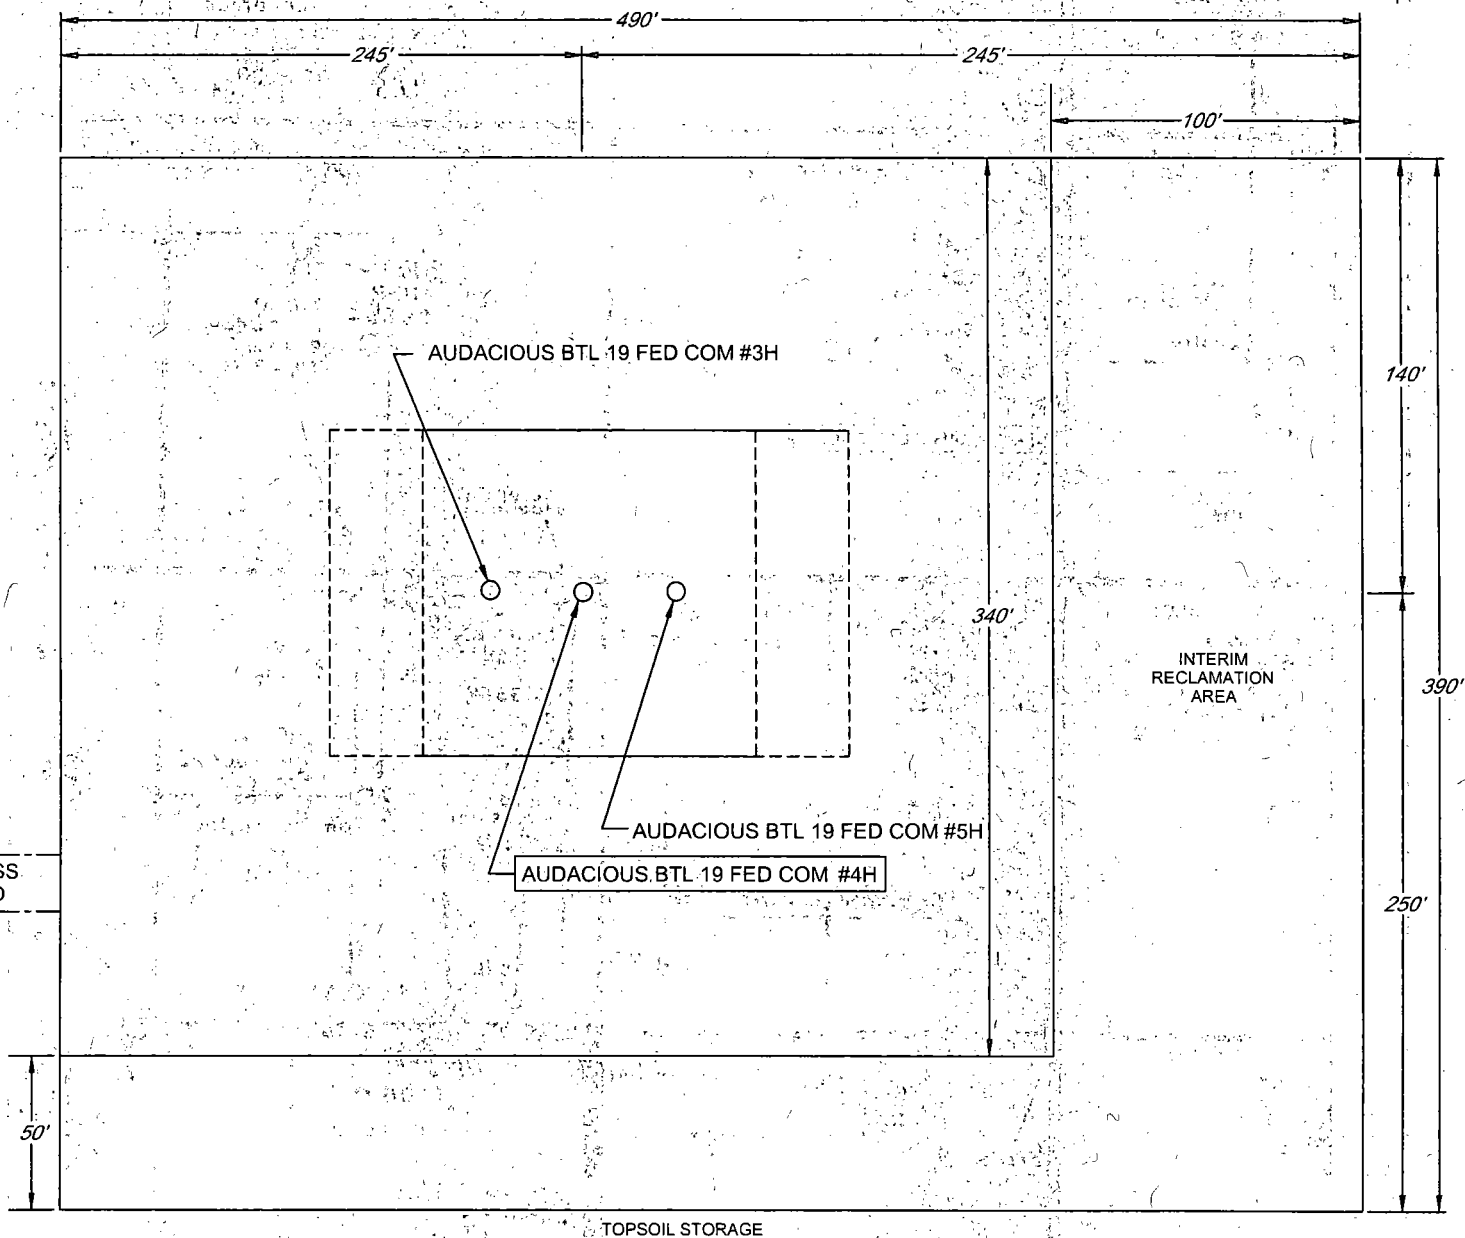 490'
245'
245'
100'
AUDACIOUS BTL 19 FED COM #3H
140'
340'
INTERIM
RECLAMATION
AREA
390'
AUDACIOUS BTL 19 FED COM #5H
AUDACIOUS BTL 19 FED COM #4H
250'
50'
TOPSOIL STORAGE